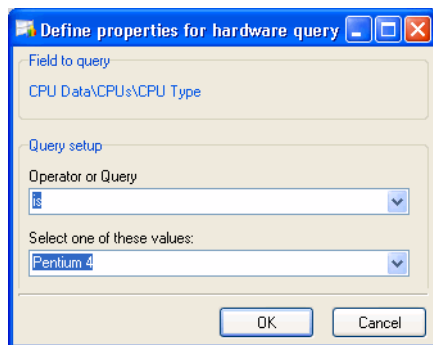 Define properties for hardware query
Field to query
CPU Data\CPUs\CPU Type
Query setup
Operator or Query
is
Select one of these values:
Pentium 4
OK
Cancel